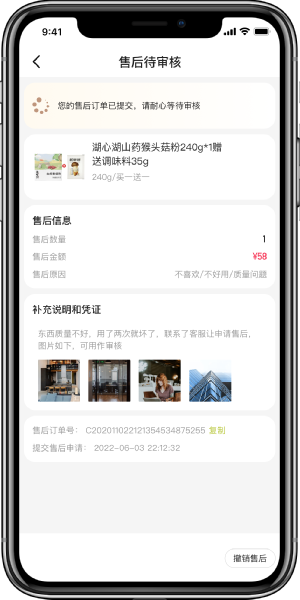 9:41
售后待审核
您的售后订单已提交，请耐心等待审核
湖心湖山药猴头菇粉240g*1赠
送调味料35g
240g/买一送一
售后信息
售后数量 1
售后金额 ¥58
售后原因 不喜欢/不好用/质量问题
补充说明和凭证
东西质量不好，用了两次就坏了，联系了客服让申请售后，
图片如下，可用作审核
售后订单号： C202011022121354534875255 复制
提交售后申请： 2022-06-03 22:12:32
撤销售后